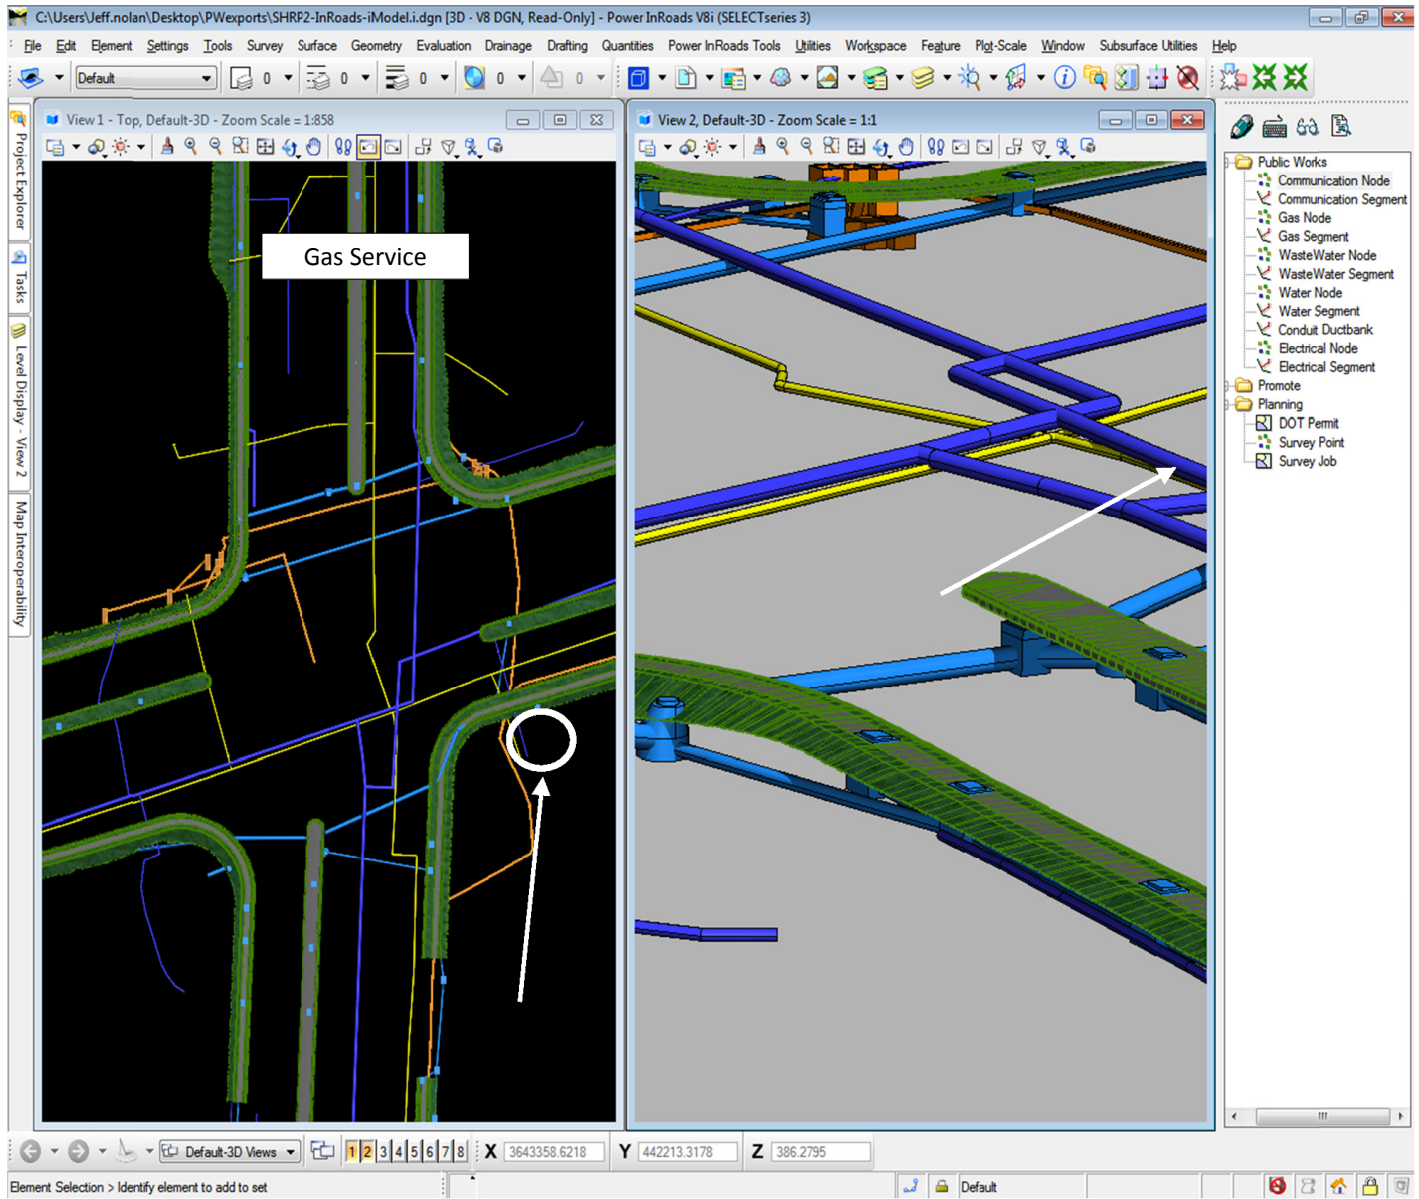 C:\Users\Jeff.nolan\Desktop\PWexports\SHRP2-InRoads-iModel.i.dgn [3D - V8 DGN, Read-Only] - Power InRoads V8i (SELECTseries 3)
File Edit Element Settings Tools Survey Surface Geometry Evaluation Drainage Drafting Quantities Power InRoads Tools Utilities Workspace Feature Plot-Scale Window Subsurface Utilities Help
Default 0 0 0 0 0
View 1 - Top, Default-3D - Zoom Scale = 1:858
View 2, Default-3D - Zoom Scale = 1:1
Project Explorer
Tasks
Level Display - View 2
Map Interoperability
Gas Service
Public Works
Communication Node
Communication Segment
Gas Node
Gas Segment
WasteWater Node
WasteWater Segment
Water Node
Water Segment
Conduit Ductbank
Electrical Node
Electrical Segment
Promote
Planning
DOT Permit
Survey Point
Survey Job
Default-3D Views 1 2 3 4 5 6 7 8 X 3643358.6218 Y 442213.3178 Z 386.2795
Element Selection > Identify element to add to set
Default